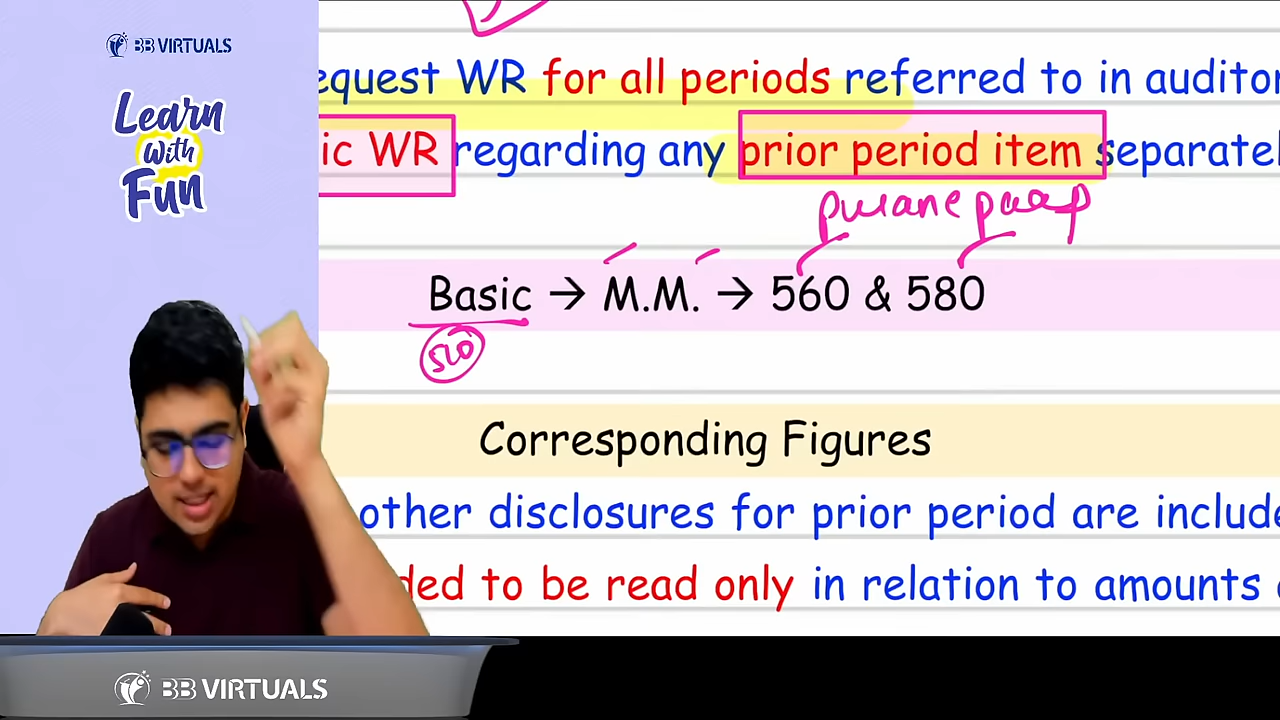 BB VIRTUALS
Learn
With
Fun
equest WR for all periods referred to in auditor
ic WR regarding any prior period item separatel
purane paap
Basic → M.M. → 560 & 580
Corresponding Figures
other disclosures for prior period are include
ded to be read only in relation to amounts
BB VIRTUALS